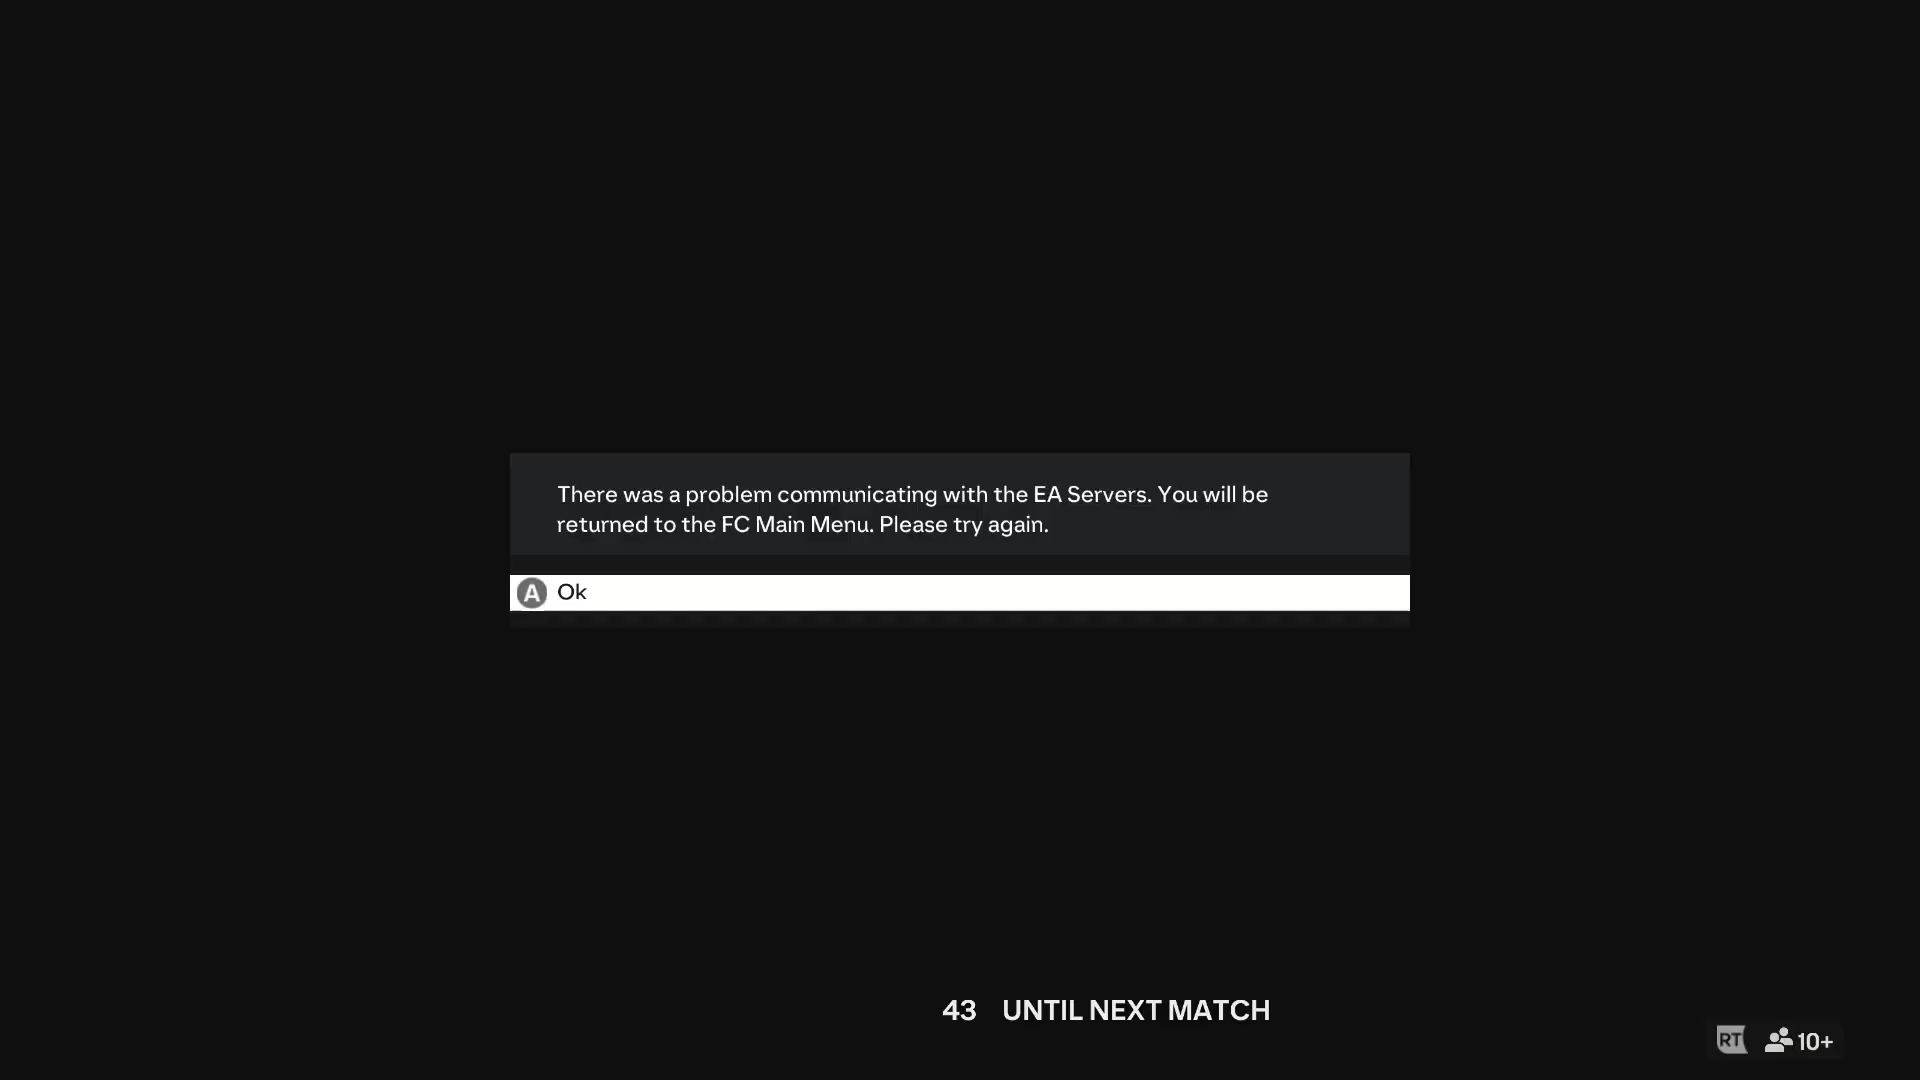 There was a problem communicating with the EA Servers. You will be
returned to the FC Main Menu. Please try again.
A Ok
43 UNTIL NEXT MATCH
RT 10+